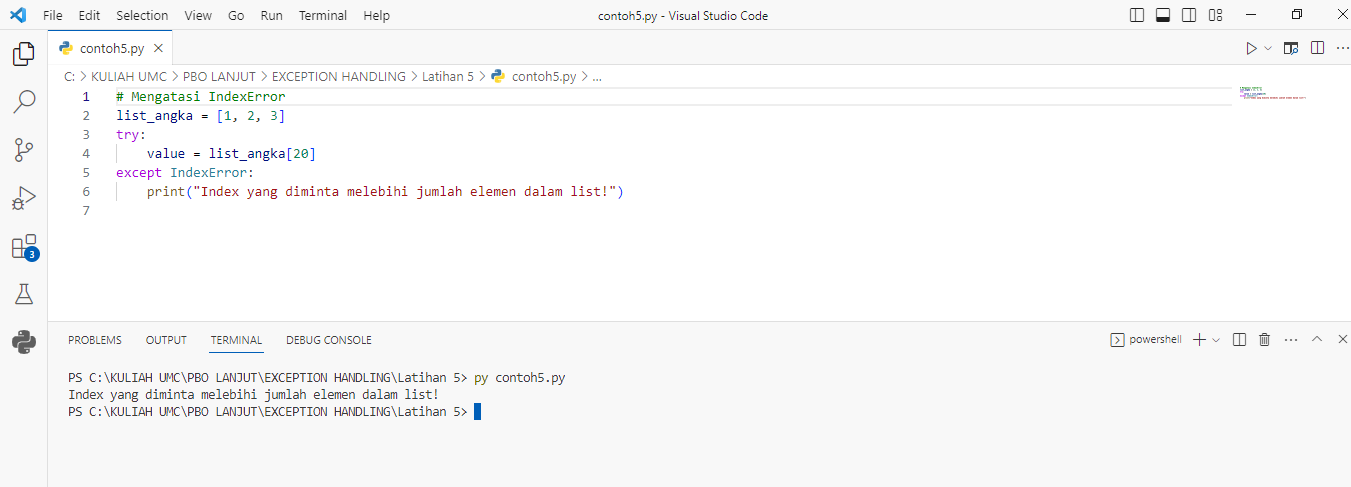 File Edit Selection View Go Run Terminal Help contoh5.py - Visual Studio Code
contoh5.py
C: > KULIAH UMC > PBO LANJUT > EXCEPTION HANDLING > Latihan 5 > contoh5.py > ...
1 # Mengatasi IndexError
2 list_angka = [1, 2, 3]
3 try:
4     value = list_angka[20]
5 except IndexError:
6     print("Index yang diminta melebihi jumlah elemen dalam list!")
7
3
PROBLEMS OUTPUT TERMINAL DEBUG CONSOLE powershell
PS C:\KULIAH UMC\PBO LANJUT\EXCEPTION HANDLING\Latihan 5> py contoh5.py
Index yang diminta melebihi jumlah elemen dalam list!
PS C:\KULIAH UMC\PBO LANJUT\EXCEPTION HANDLING\Latihan 5>